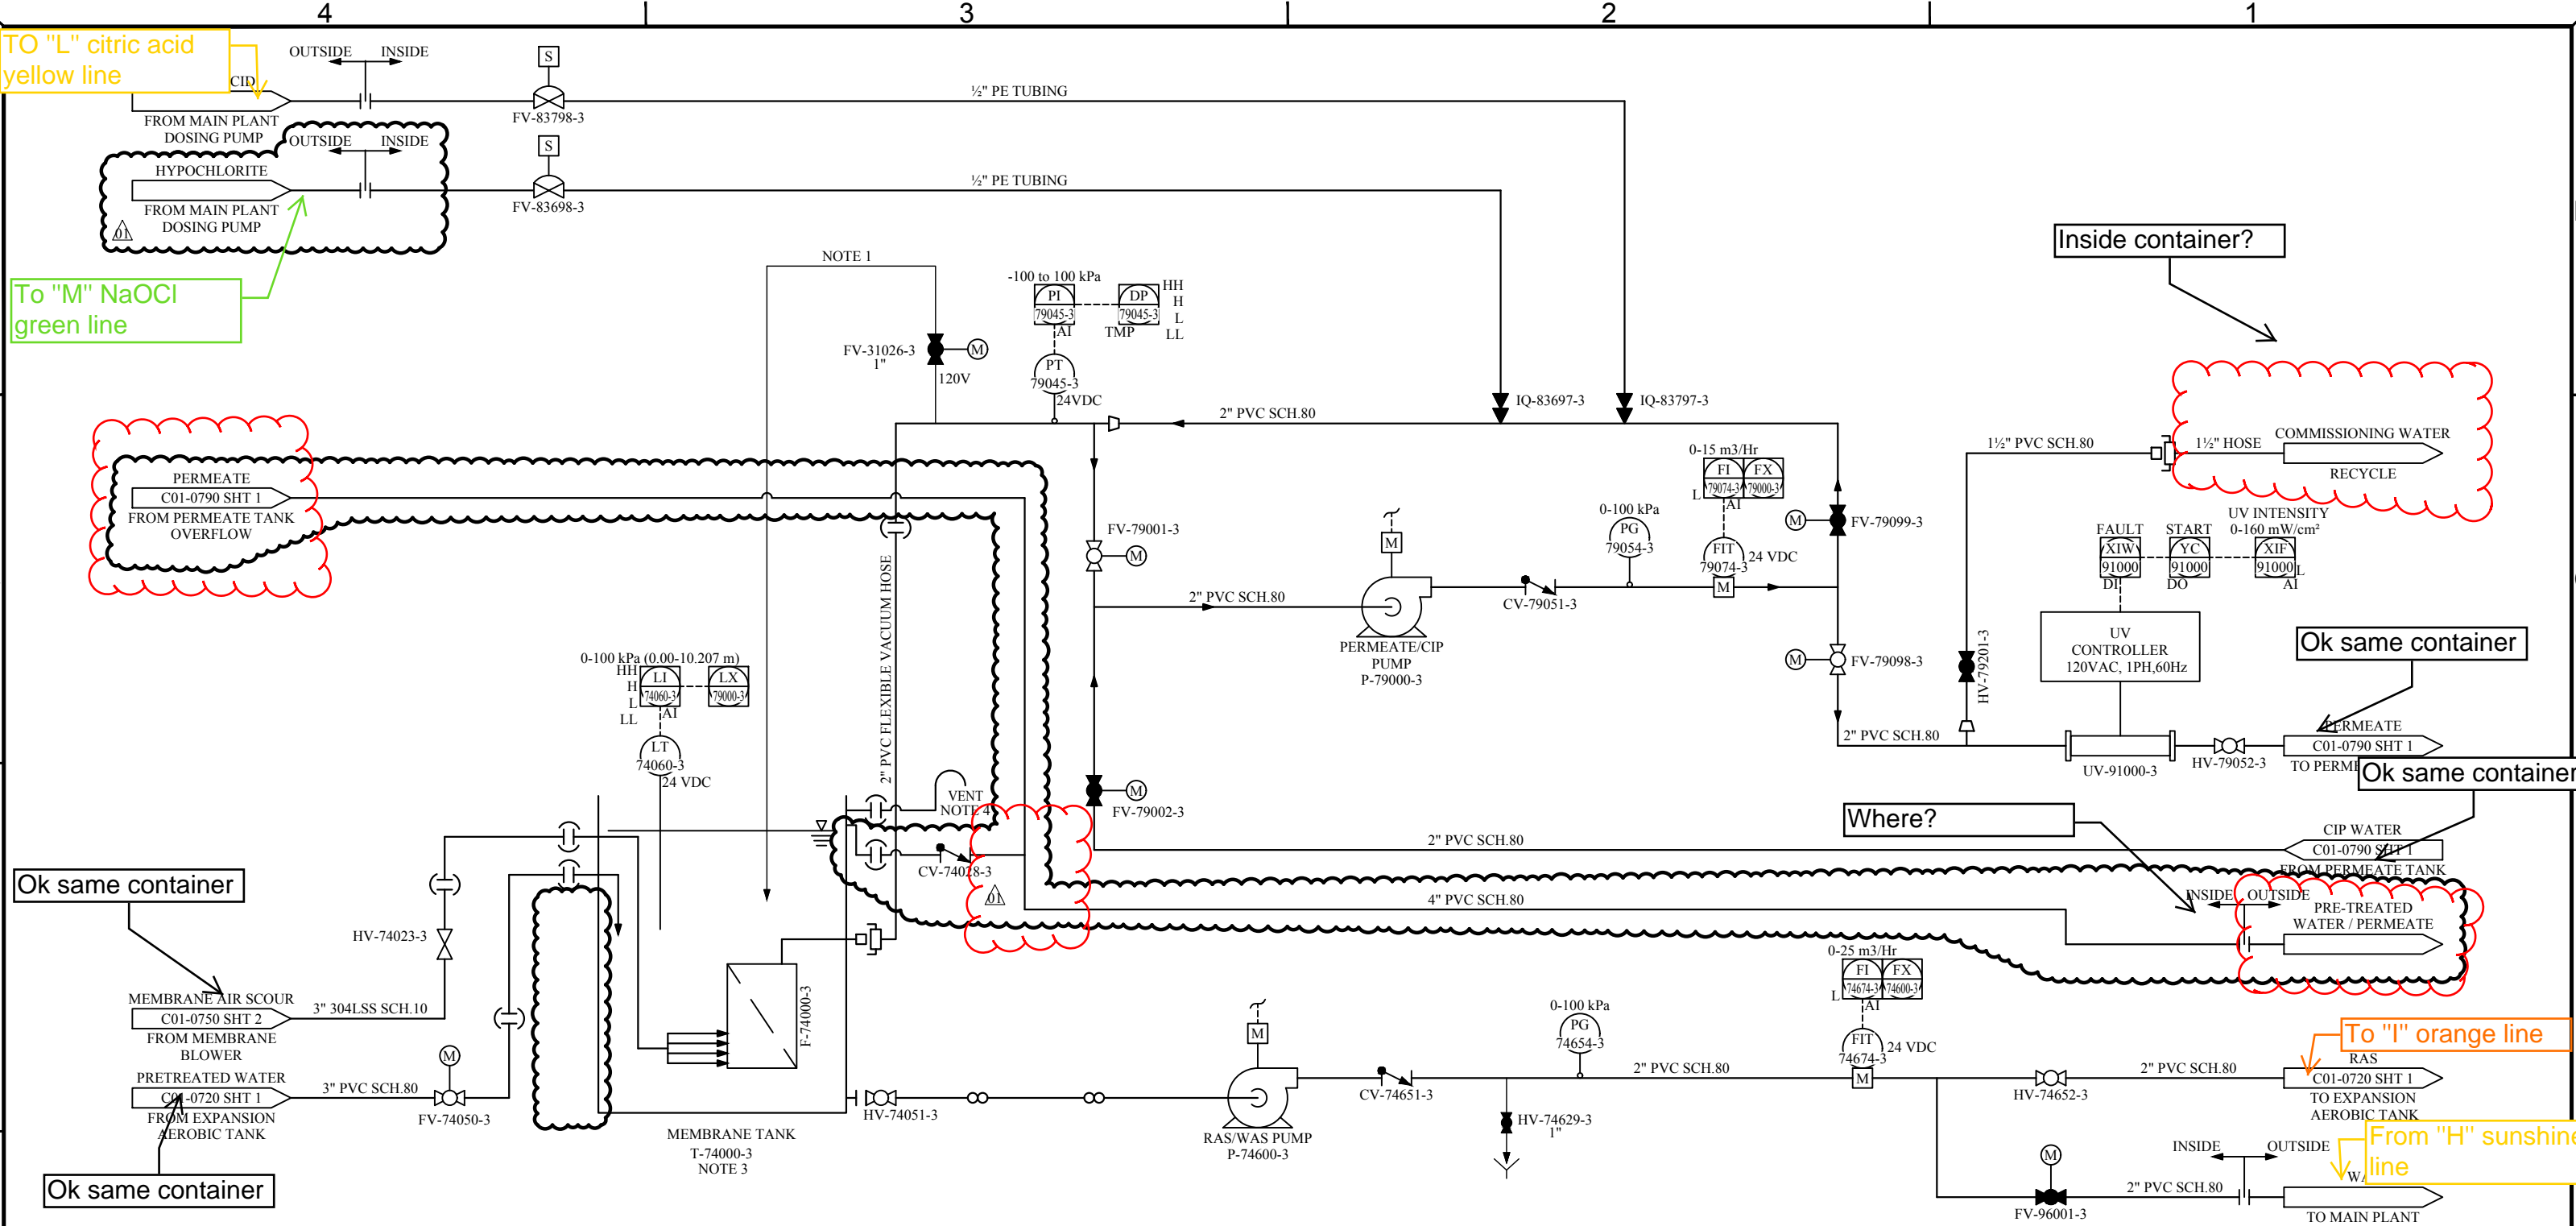 4
3
2
1
TO "L" citric acid
yellow line
CID
FROM MAIN PLANT
DOSING PUMP
OUTSIDE
INSIDE
S
FV-83798-3
½" PE TUBING
OUTSIDE
INSIDE
HYPOCHLORITE
FROM MAIN PLANT
DOSING PUMP
01
S
FV-83698-3
½" PE TUBING
To "M" NaOCl
green line
NOTE 1
FV-31026-3
1"
M
120V
-100 to 100 kPa
PI
79045-3
AI
DP
79045-3
TMP
HH
H
L
LL
PT
79045-3
24VDC
2" PVC SCH.80
IQ-83697-3
IQ-83797-3
Inside container?
1½" PVC SCH.80
1½" HOSE
COMMISSIONING WATER
RECYCLE
PERMEATE
C01-0790 SHT 1
FROM PERMEATE TANK
OVERFLOW
2" PVC FLEXIBLE VACUUM HOSE
FV-79001-3
M
2" PVC SCH.80
M
PERMEATE/CIP
PUMP
P-79000-3
CV-79051-3
0-100 kPa
PG
79054-3
0-15 m3/Hr
FI
79074-3
FX
79000-3
L
AI
FIT
79074-3
24 VDC
M
M
FV-79099-3
M
FV-79098-3
UV INTENSITY
0-160 mW/cm²
FAULT
XIW
91000
DI
START
YC
91000
DO
XIF
91000
L
AI
UV
CONTROLLER
120VAC, 1PH,60Hz
HV-79201-3
2" PVC SCH.80
UV-91000-3
HV-79052-3
Ok same container
PERMEATE
C01-0790 SHT 1
TO PERME
Ok same container
0-100 kPa (0.00-10.207 m)
HH
H
L
LL
LI
74060-3
AI
LX
79000-3
LT
74060-3
24 VDC
VENT
NOTE 4
M
FV-79002-3
CV-74028-3
01
2" PVC SCH.80
CIP WATER
C01-0790 SHT 1
FROM PERMEATE TANK
Where?
4" PVC SCH.80
INSIDE
OUTSIDE
PRE-TREATED
WATER / PERMEATE
Ok same container
HV-74023-3
MEMBRANE AIR SCOUR
C01-0750 SHT 2
FROM MEMBRANE
BLOWER
3" 304LSS SCH.10
PRETREATED WATER
C01-0720 SHT 1
FROM EXPANSION
AEROBIC TANK
3" PVC SCH.80
M
FV-74050-3
Ok same container
F-74000-3
MEMBRANE TANK
T-74000-3
NOTE 3
HV-74051-3
M
RAS/WAS PUMP
P-74600-3
CV-74651-3
0-100 kPa
PG
74654-3
HV-74629-3
1"
2" PVC SCH.80
0-25 m3/Hr
FI
74674-3
FX
74600-3
L
AI
FIT
74674-3
24 VDC
M
HV-74652-3
2" PVC SCH.80
To "I" orange line
RAS
C01-0720 SHT 1
TO EXPANSION
AEROBIC TANK
From "H" sunshine
line
INSIDE
OUTSIDE
M
FV-96001-3
2" PVC SCH.80
TO MAIN PLANT